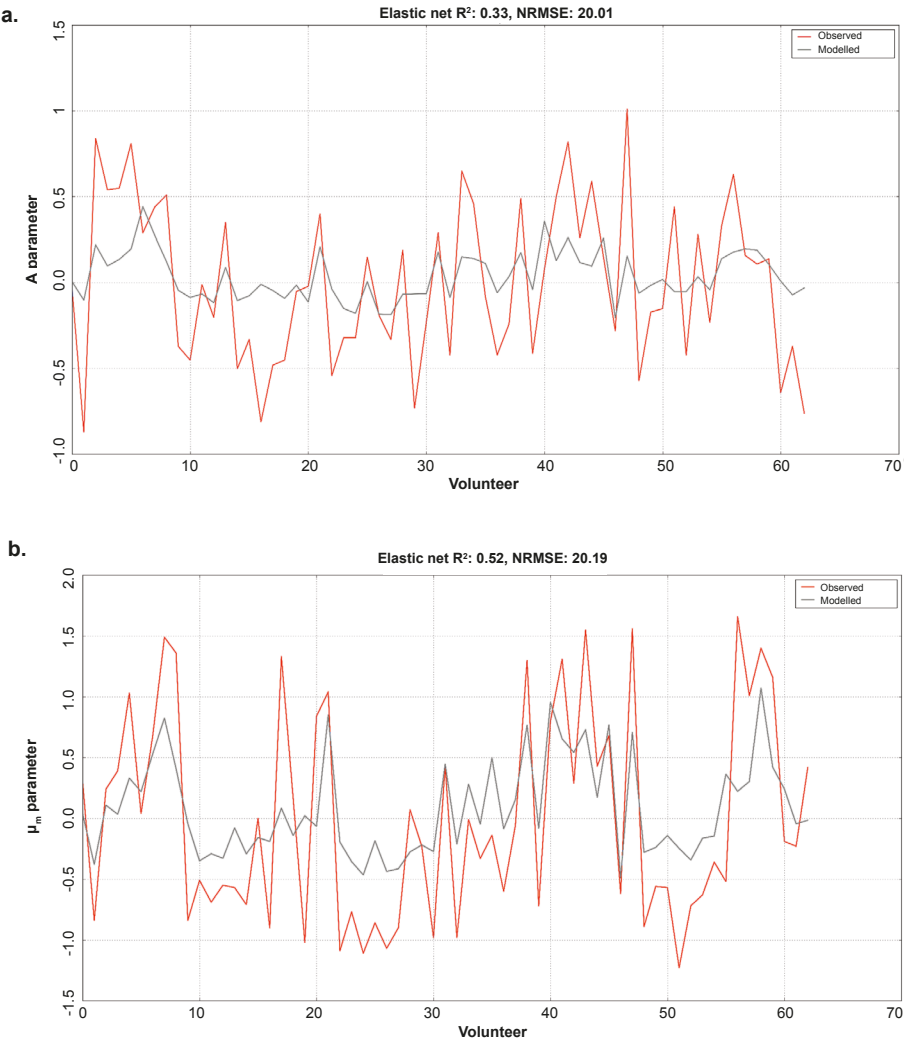 a.
Elastic net R²: 0.33, NRMSE: 20.01
1.5
1
0.5
0.0
-0.5
-1.0
A parameter
Observed
Modelled
0 10 20 30 40 50 60 70
Volunteer
b.
Elastic net R²: 0.52, NRMSE: 20.19
2.0
1.5
1.0
0.5
0.0
-0.5
-1.0
-1.5
µₘ parameter
Observed
Modelled
0 10 20 30 40 50 60 70
Volunteer